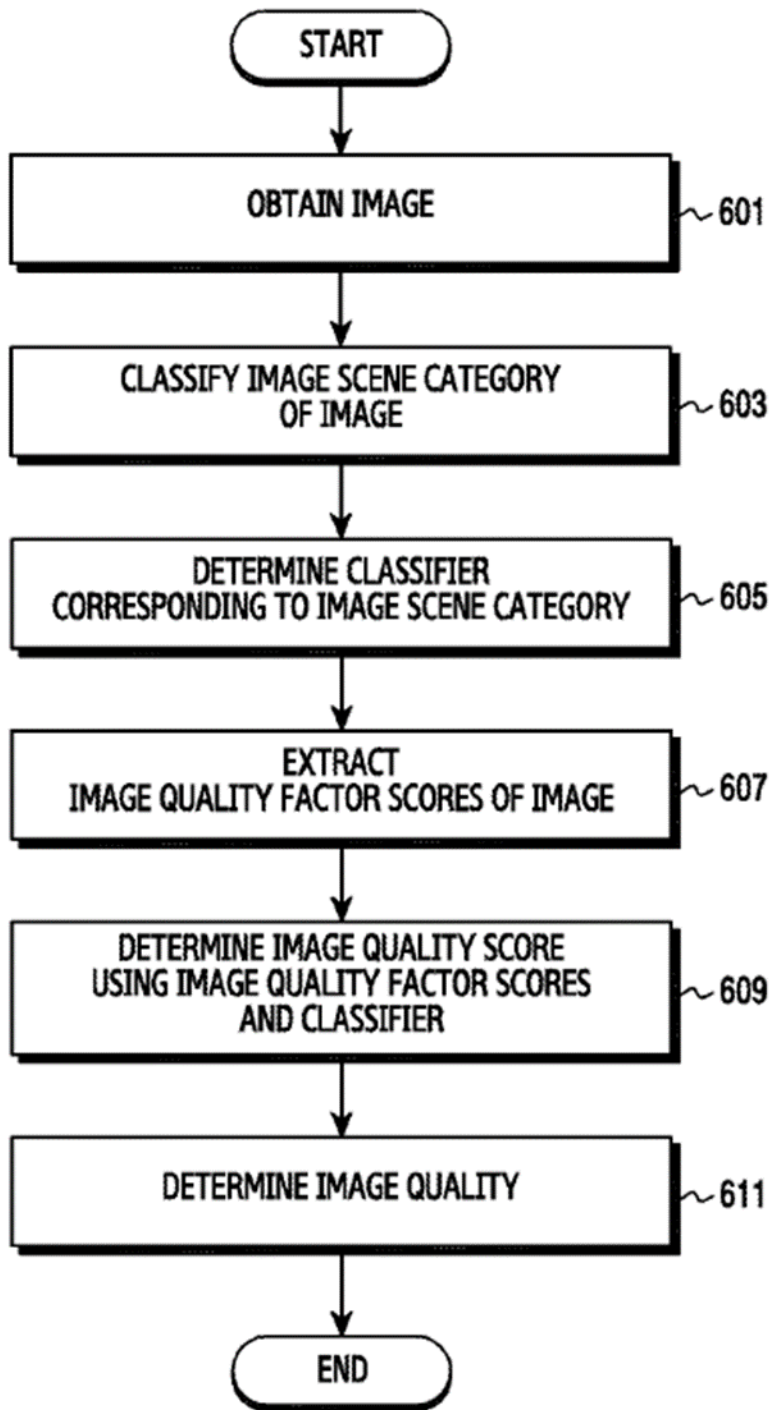 START
OBTAIN IMAGE
601
CLASSIFY IMAGE SCENE CATEGORY
OF IMAGE
603
DETERMINE CLASSIFIER
CORRESPONDING TO IMAGE SCENE CATEGORY
605
EXTRACT
IMAGE QUALITY FACTOR SCORES OF IMAGE
607
DETERMINE IMAGE QUALITY SCORE
USING IMAGE QUALITY FACTOR SCORES
AND CLASSIFIER
609
DETERMINE IMAGE QUALITY
611
END